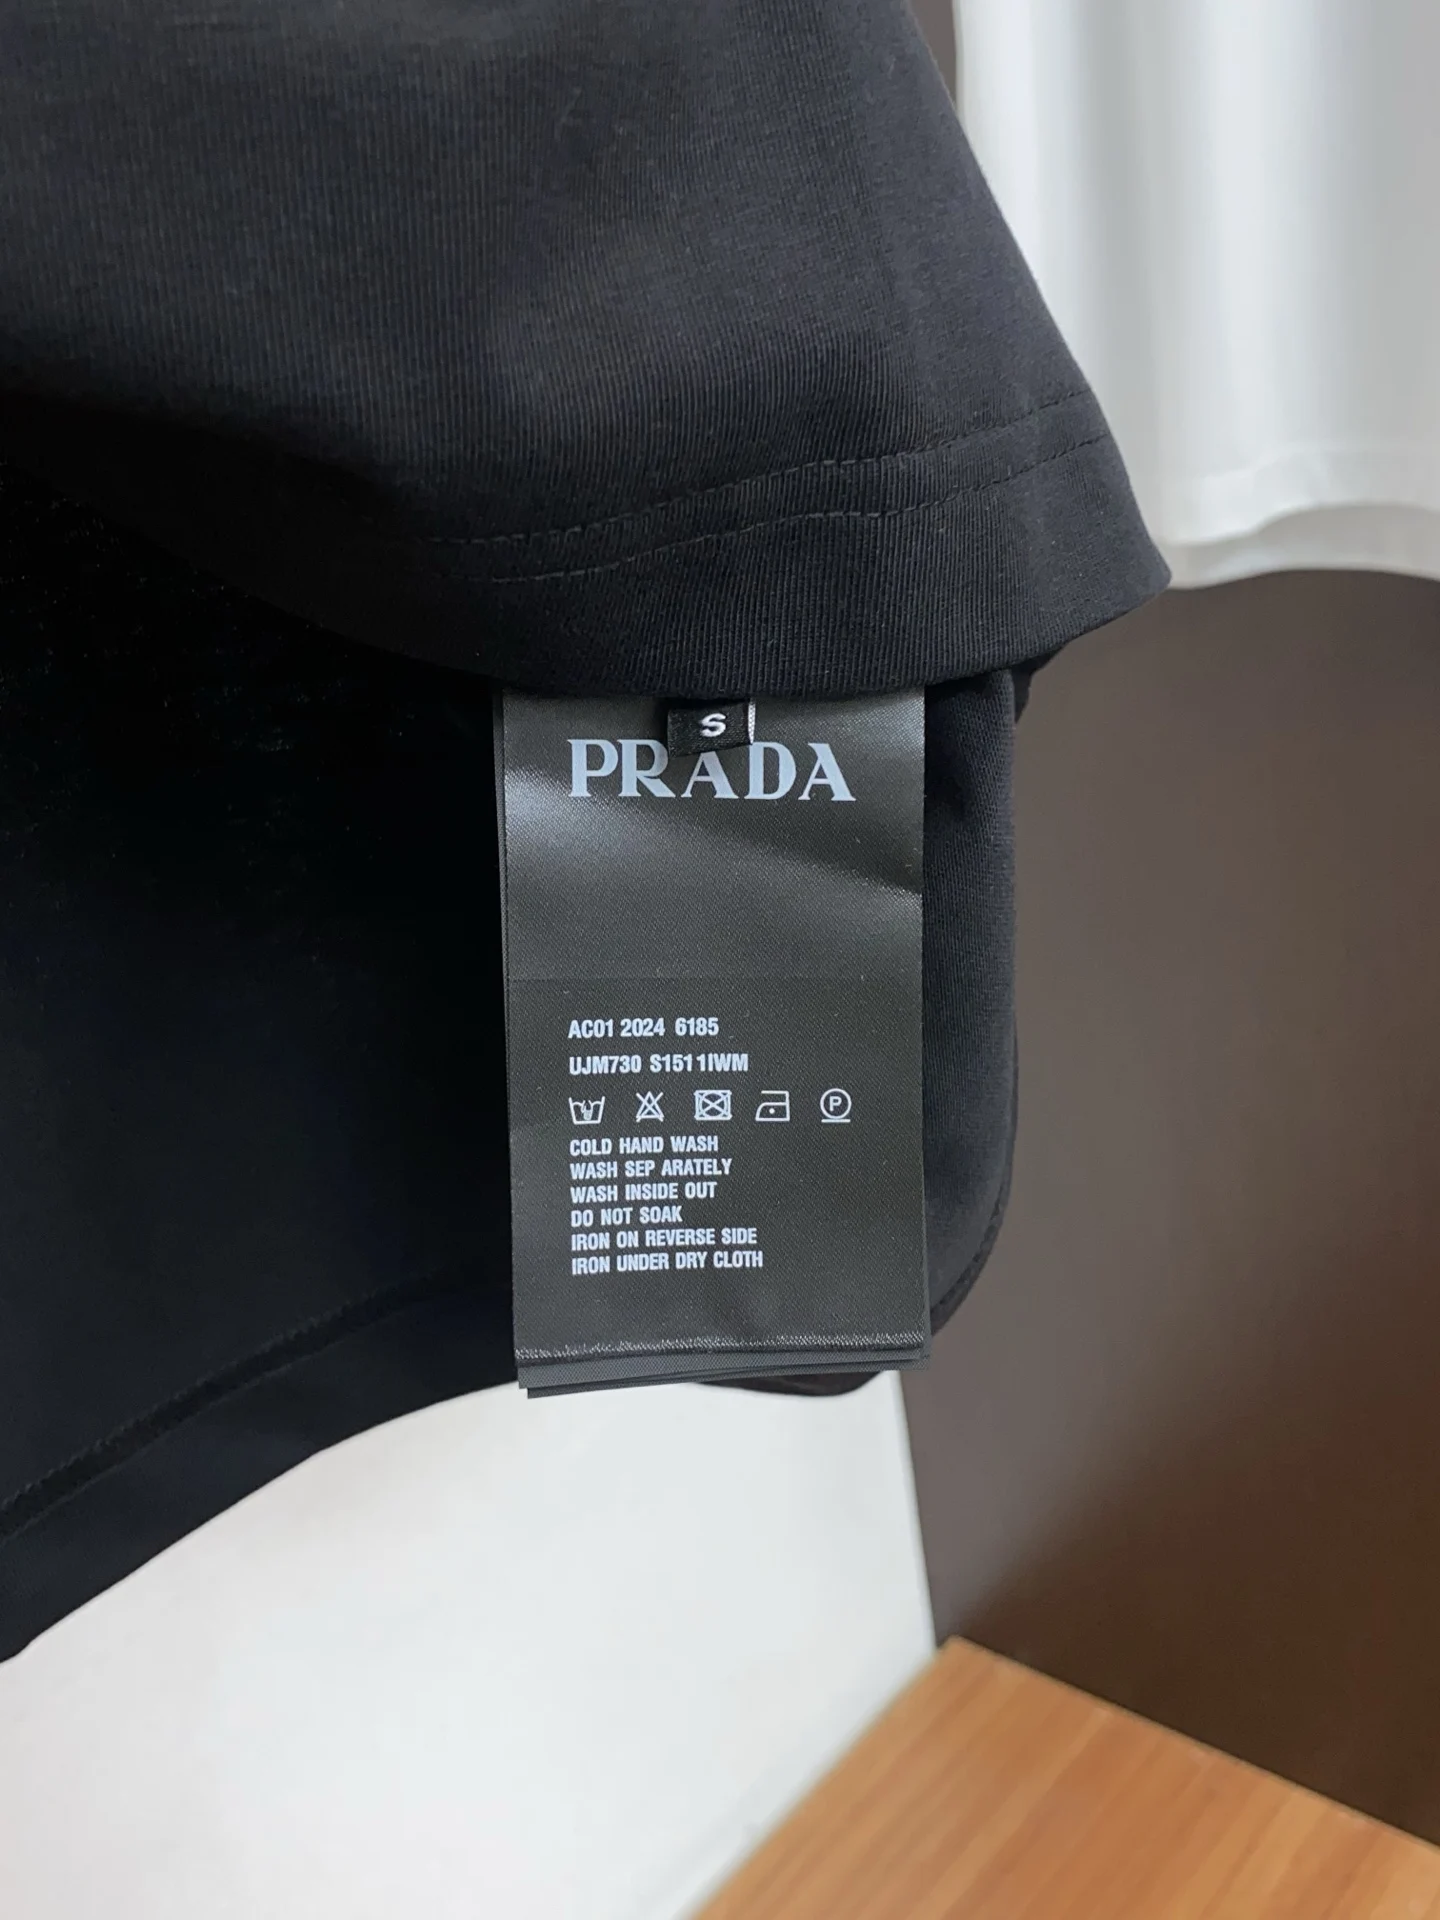 S
PRADA
AC01 2024 6185
UJM730 S151 1IWM
P
COLD HAND WASH
WASH SEP ARATELY
WASH INSIDE OUT
DO NOT SOAK
IRON ON REVERSE SIDE
IRON UNDER DRY CLOTH